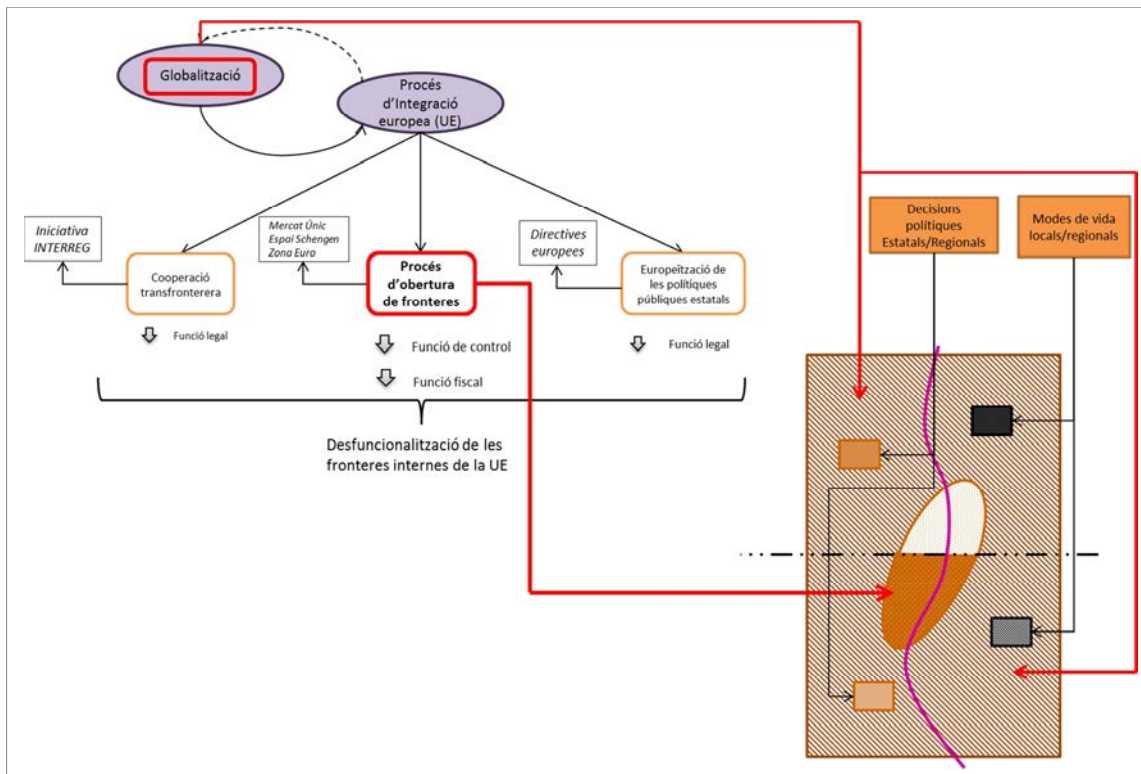 Globalització
Procés
d'Integració
europea (UE)
Iniciativa
INTERREG
Mercat Únic
Espai Schengen
Zona Euro
Directives
europees
Decisions
polítiques
Estatals/Regionals
Modes de vida
locals/regionals
Cooperació
transfronterera
Procés
d'obertura
de fronteres
Europeïtzació de
les polítiques
públiques estatals
Funció legal
Funció de control
Funció fiscal
Funció legal
Desfuncionalització de les
fronteres internes de la UE